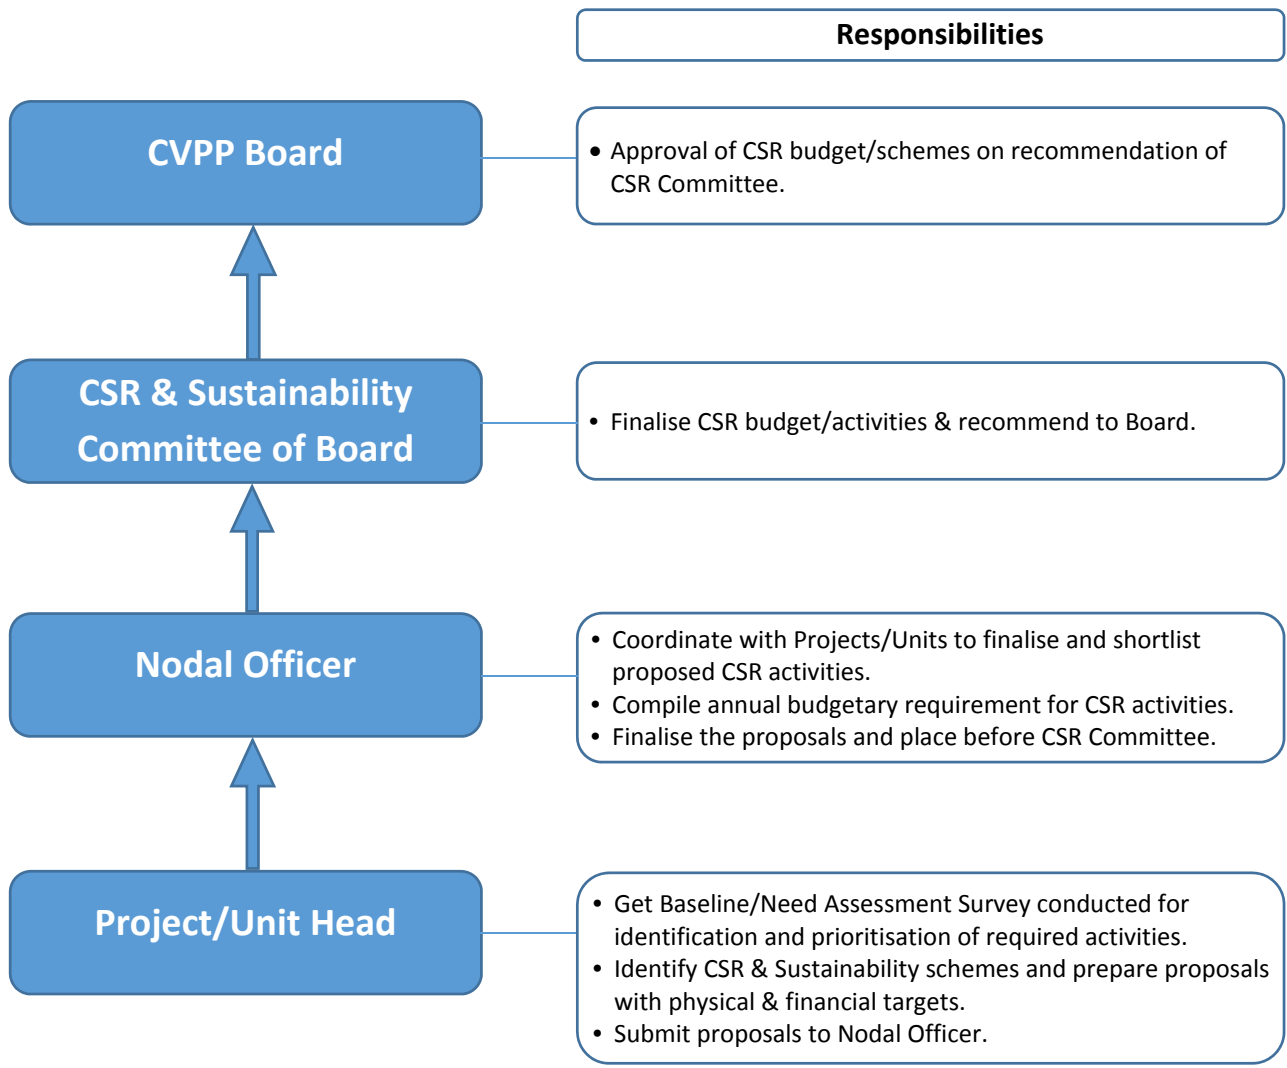 Responsibilities
CVPP Board
• Approval of CSR budget/schemes on recommendation of
CSR Committee.
CSR & Sustainability
Committee of Board
• Finalise CSR budget/activities & recommend to Board.
Nodal Officer
• Coordinate with Projects/Units to finalise and shortlist
proposed CSR activities.
• Compile annual budgetary requirement for CSR activities.
• Finalise the proposals and place before CSR Committee.
Project/Unit Head
• Get Baseline/Need Assessment Survey conducted for
identification and prioritisation of required activities.
• Identify CSR & Sustainability schemes and prepare proposals
with physical & financial targets.
• Submit proposals to Nodal Officer.